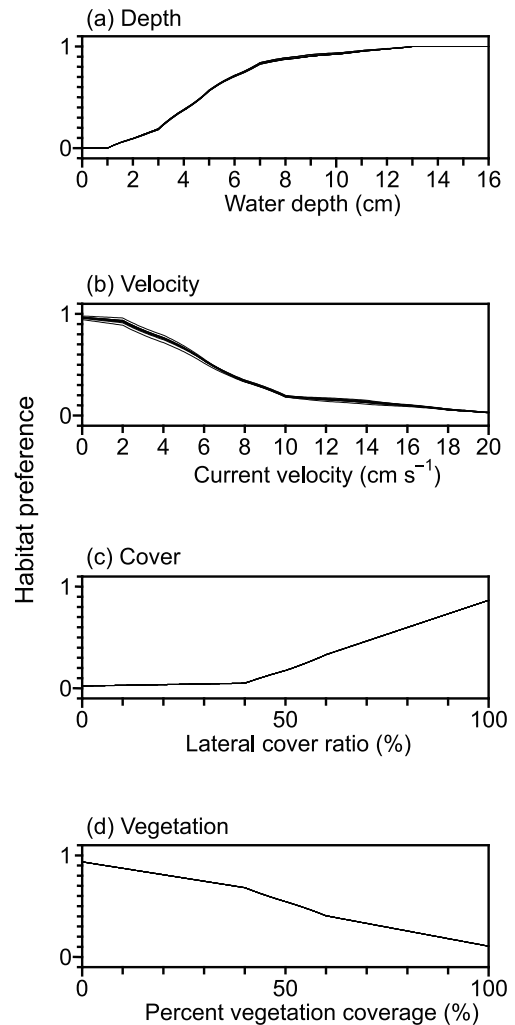 (a) Depth
1
0
0 2 4 6 8 10 12 14 16
Water depth (cm)
(b) Velocity
1
0
0 2 4 6 8 10 12 14 16 18 20
Current velocity (cm s⁻¹)
Habitat preference
(c) Cover
1
0
0 50 100
Lateral cover ratio (%)
(d) Vegetation
1
0
0 50 100
Percent vegetation coverage (%)